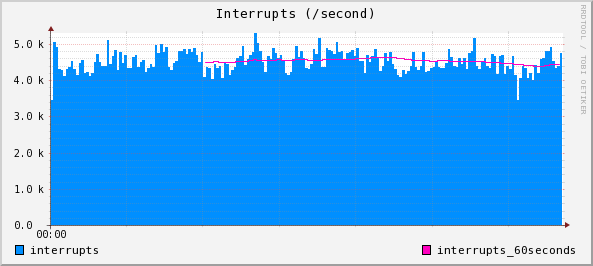 Interrupts (/second)
RRDTOOL / TOBI OETIKER
5.0 k
4.0 k
3.0 k
2.0 k
1.0 k
0.0
00:00
interrupts
interrupts_60seconds